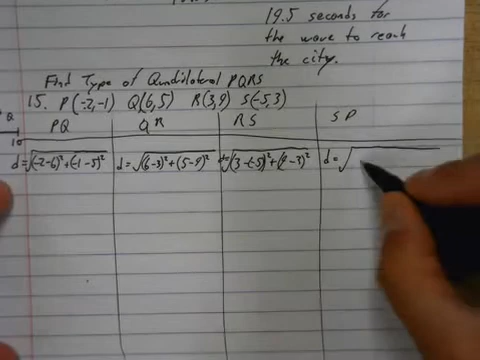 19.5 seconds for
the wave to reach
the city.
Find Type of Quadilateral PQRS
15. P(-2,-1) Q(6,5) R(3,9) S(-5,3)
Q
10
PQ QR RS SP
d=√(-2-6)²+(-1-5)² d=√(6-3)²+(5-9)² d=√(3-(-5))²+(9-3)² d=√